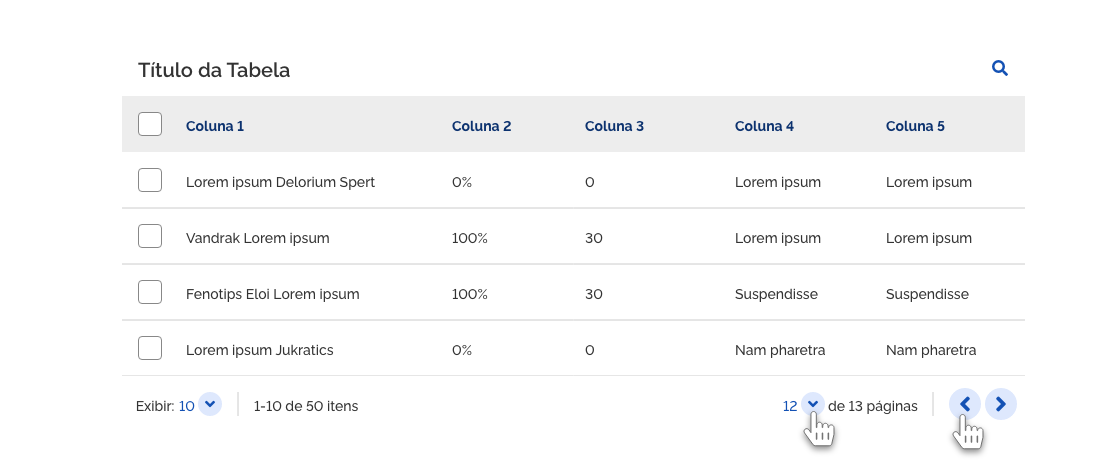 Título da Tabela
Coluna 1 Coluna 2 Coluna 3 Coluna 4 Coluna 5
Lorem ipsum Delorium Spert 0% 0 Lorem ipsum Lorem ipsum
Vandrak Lorem ipsum 100% 30 Lorem ipsum Lorem ipsum
Fenotips Eloi Lorem ipsum 100% 30 Suspendisse Suspendisse
Lorem ipsum Jukratics 0% 0 Nam pharetra Nam pharetra
Exibir: 10 1-10 de 50 itens 12 de 13 páginas